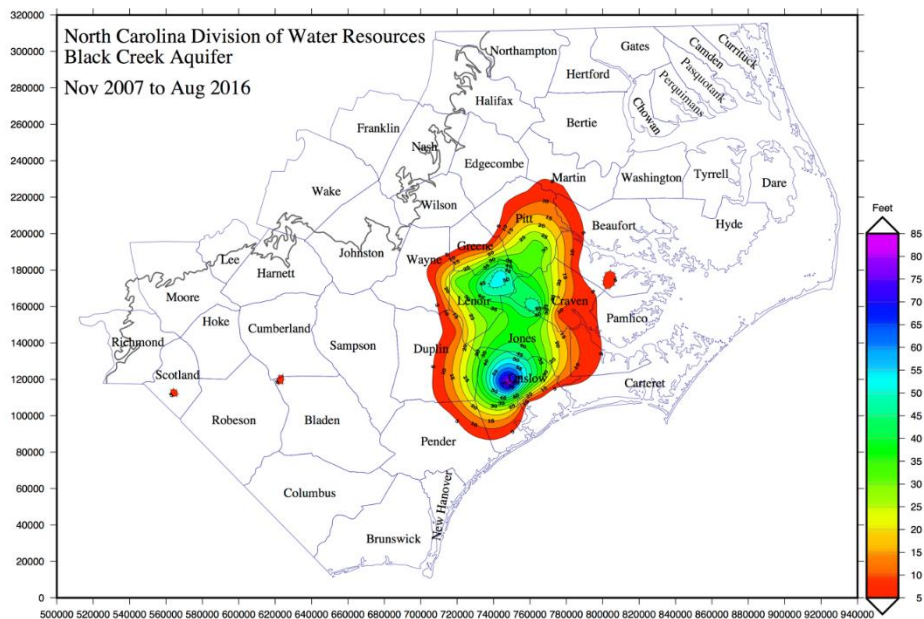 North Carolina Division of Water Resources
Black Creek Aquifer
Nov 2007 to Aug 2016
320000
300000
280000
260000
240000
220000
200000
180000
160000
140000
120000
100000
80000
60000
40000
20000
0
500000 520000 540000 560000 580000 600000 620000 640000 660000 680000 700000 720000 740000 760000 780000 800000 820000 840000 860000 880000 900000 920000 940000
Northampton
Gates
Camden
Currituck
Hertford
Pasquotank
Perquimans
Halifax
Chowan
Franklin
Bertie
Nash
Edgecombe
Martin
Washington
Tyrrell
Dare
Wake
Wilson
Pitt
Beaufort
Hyde
Greene
Johnston
Wayne
Lee
Harnett
Moore
Lenoir
Craven
Hoke
Cumberland
Pamlico
Richmond
Sampson
Duplin
Jones
Scotland
Onslow
Carteret
Robeson
Bladen
Pender
Columbus
New Hanover
Brunswick
Feet
85
80
75
70
65
60
55
50
45
40
35
30
25
20
15
10
5